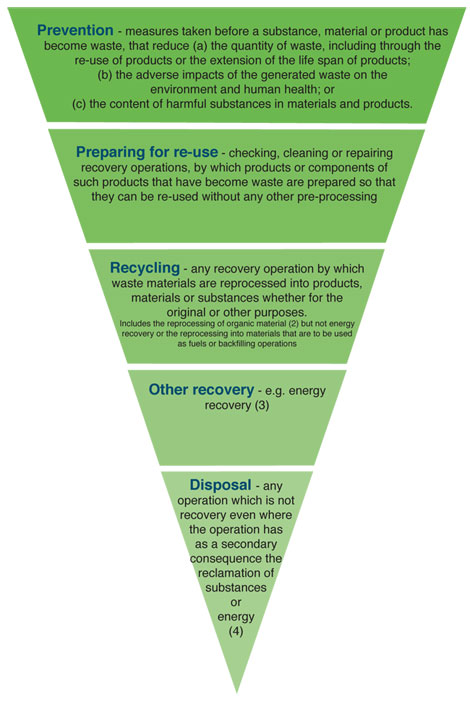 Prevention - measures taken before a substance, material or product has
become waste, that reduce (a) the quantity of waste, including through the
re-use of products or the extension of the life span of products;
(b) the adverse impacts of the generated waste on the
environment and human health; or
(c) the content of harmful substances in materials and products.
Preparing for re-use - checking, cleaning or repairing
recovery operations, by which products or components of
such products that have become waste are prepared so that
they can be re-used without any other pre-processing
Recycling - any recovery operation by which
waste materials are reprocessed into products,
materials or substances whether for the
original or other purposes.
Includes the reprocessing of organic material (2) but not energy
recovery or the reprocessing into materials that are to be used
as fuels or backfilling operations
Other recovery - e.g. energy
recovery (3)
Disposal - any
operation which is not
recovery even where
the operation has
as a secondary
consequence the
reclamation of
substances
or
energy
(4)